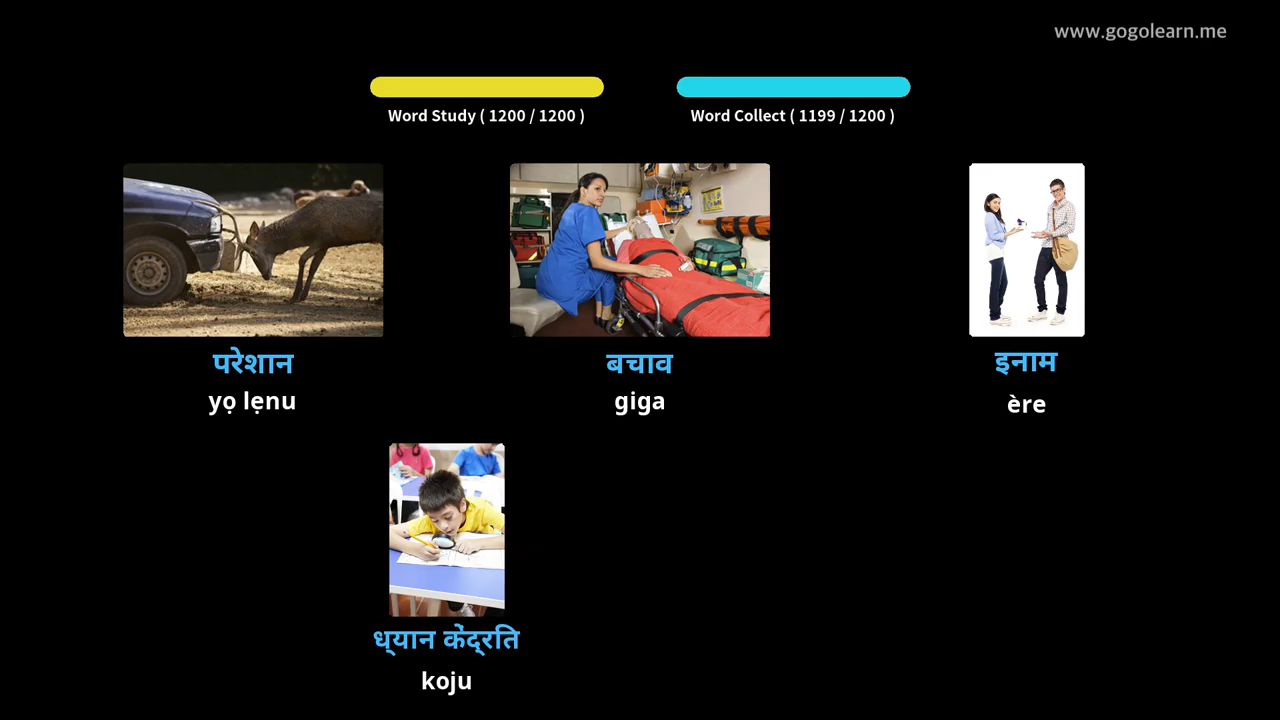 www.gogolearn.me
Word Study ( 1200 / 1200 )
Word Collect ( 1199 / 1200 )
परेशान
yọ lẹnu
बचाव
giga
इनाम
ère
ध्यान केंद्रति
koju